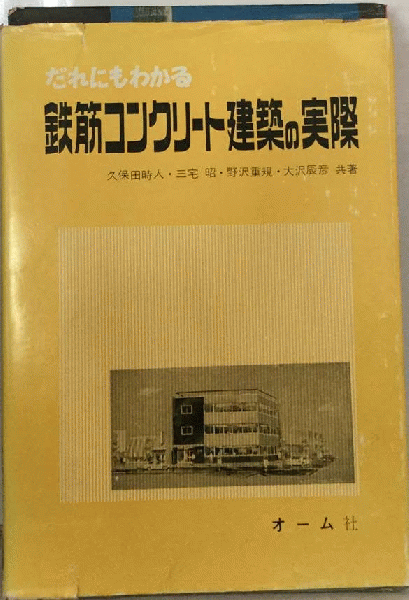 だれにもわかる
鉄筋コンクリート建築の実際
久保田時人・三宅 昭・野沢重規・大沢辰彦 共著
オーム社